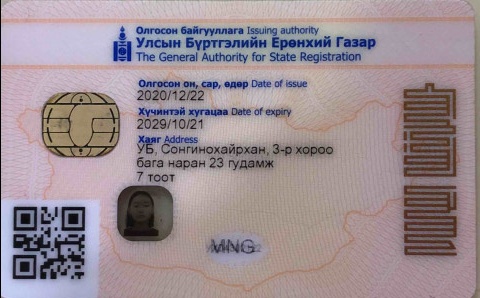 Олгосон байгууллага Issuing authority
Улсын Бүртгэлийн Ерөнхий Газар
The General Authority for State Registration
Олгосон он, сар, өдөр Date of issue
2020/12/22
Хүчинтэй хугацаа Date of expiry
2029/10/21
Хаяг Address
УБ, Сонгинохайрхан, 3-р хороо
бага наран 23 гудамж
7 тоот
MNG